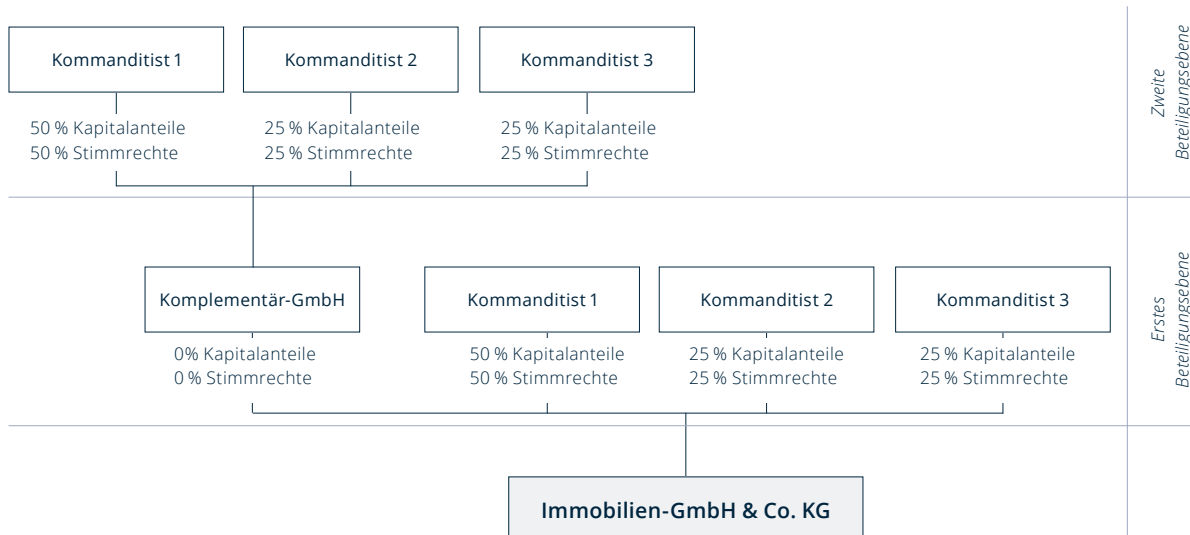 Kommanditist 1
Kommanditist 2
Kommanditist 3
50 % Kapitalanteile
50 % Stimmrechte
25 % Kapitalanteile
25 % Stimmrechte
25 % Kapitalanteile
25 % Stimmrechte
Zweite
Beteiligungsebene
Komplementär-GmbH
Kommanditist 1
Kommanditist 2
Kommanditist 3
0% Kapitalanteile
0 % Stimmrechte
50 % Kapitalanteile
50 % Stimmrechte
25 % Kapitalanteile
25 % Stimmrechte
25 % Kapitalanteile
25 % Stimmrechte
Erstes
Beteiligungsebene
Immobilien-GmbH & Co. KG